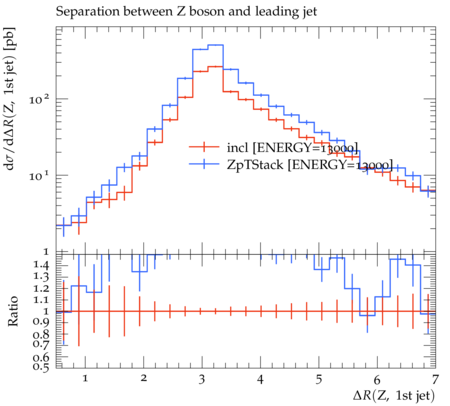 Separation between Z boson and leading jet
dσ/dΔR(Z, 1st jet) [pb]
10²
10¹
1
incl [ENERGY=13000]
ZpTStack [ENERGY=13000]
Ratio
1.4
1.3
1.2
1.1
1
0.9
0.8
0.7
0.6
0.5
1 2 3 4 5 6 7
ΔR(Z, 1st jet)